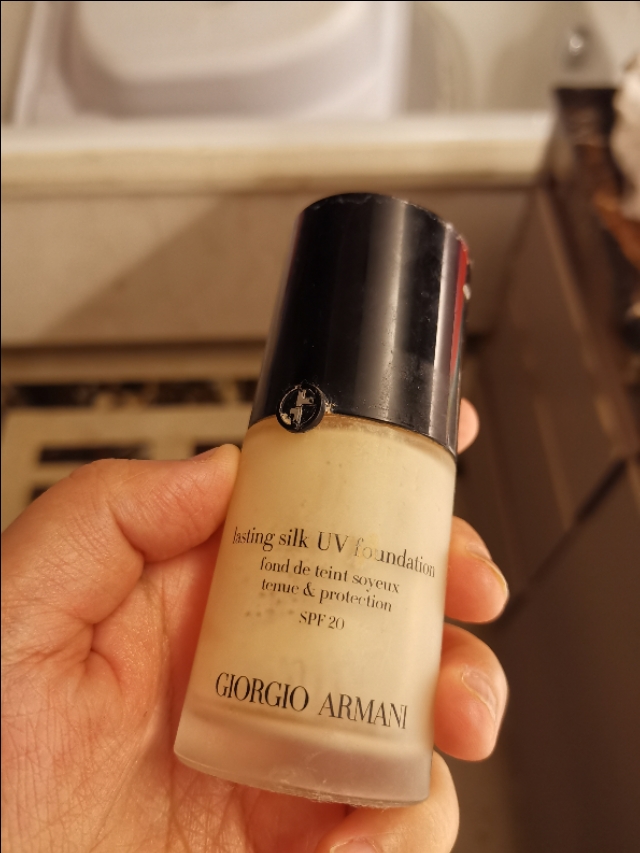 lasting silk UV foundation
fond de teint soyeux
tenue & protection
SPF 20
GIORGIO ARMANI